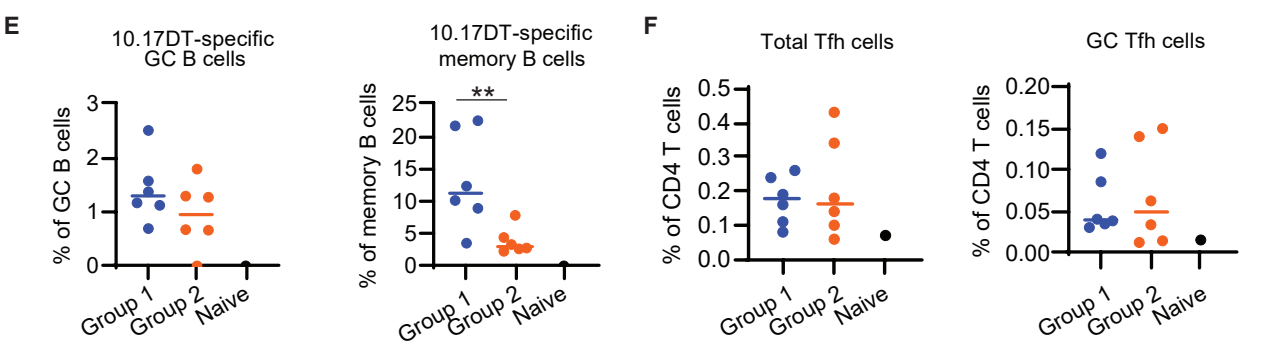 E
10.17DT-specific
GC B cells
% of GC B cells
3
2
1
0
Group 1
Group 2
Naive
10.17DT-specific
memory B cells
% of memory B cells
25
20
15
10
5
0
**
Group 1
Group 2
Naive
F
Total Tfh cells
% of CD4 T cells
0.5
0.4
0.3
0.2
0.1
0.0
Group 1
Group 2
Naive
GC Tfh cells
% of CD4 T cells
0.20
0.15
0.10
0.05
0.00
Group 1
Group 2
Naive